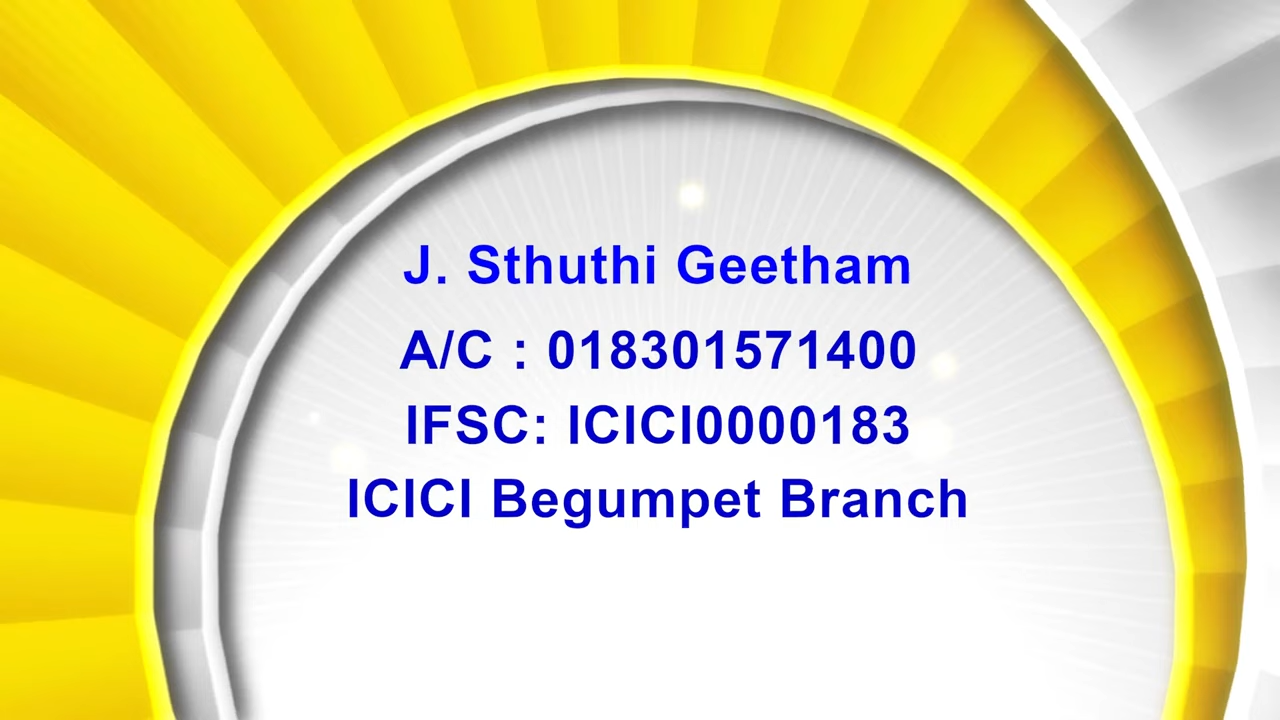 J. Sthuthi Geetham
A/C : 018301571400
IFSC: ICICI0000183
ICICI Begumpet Branch